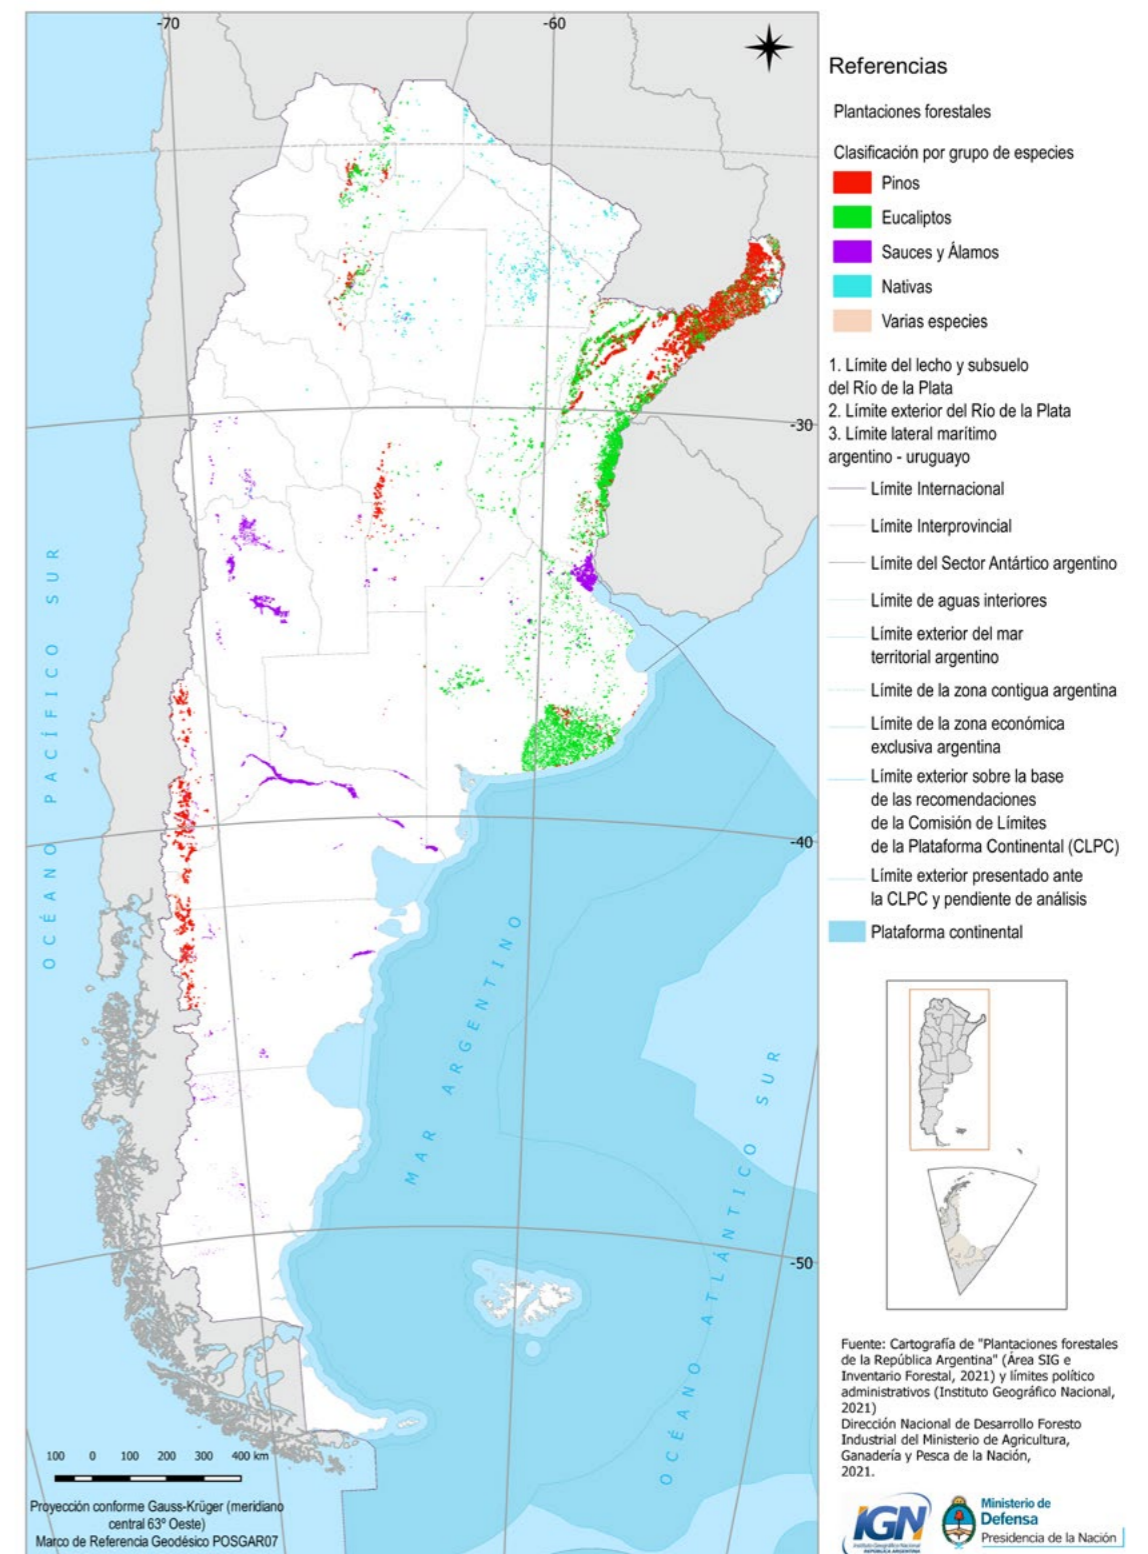 -70
-60
-30
-40
-50
OCÉANO PACÍFICO SUR
MAR ARGENTINO
OCÉANO ATLÁNTICO SUR
100 0 100 200 300 400 km
Proyección conforme Gauss-Krüger (meridiano
central 63º Oeste)
Marco de Referencia Geodésico POSGAR07
Referencias
Plantaciones forestales
Clasificación por grupo de especies
Pinos
Eucaliptos
Sauces y Álamos
Nativas
Varias especies
1. Límite del lecho y subsuelo
del Río de la Plata
2. Límite exterior del Río de la Plata
3. Límite lateral marítimo
argentino - uruguayo
Límite Internacional
Límite Interprovincial
Límite del Sector Antártico argentino
Límite de aguas interiores
Límite exterior del mar
territorial argentino
Límite de la zona contigua argentina
Límite de la zona económica
exclusiva argentina
Límite exterior sobre la base
de las recomendaciones
de la Comisión de Límites
de la Plataforma Continental (CLPC)
Límite exterior presentado ante
la CLPC y pendiente de análisis
Plataforma continental
Fuente: Cartografía de "Plantaciones forestales
de la República Argentina" (Área SIG e
Inventario Forestal, 2021) y límites político
administrativos (Instituto Geográfico Nacional,
2021)
Dirección Nacional de Desarrollo Foresto
Industrial del Ministerio de Agricultura,
Ganadería y Pesca de la Nación,
2021.
IGN
Instituto Geográfico Nacional
REPÚBLICA ARGENTINA
Ministerio de
Defensa
Presidencia de la Nación